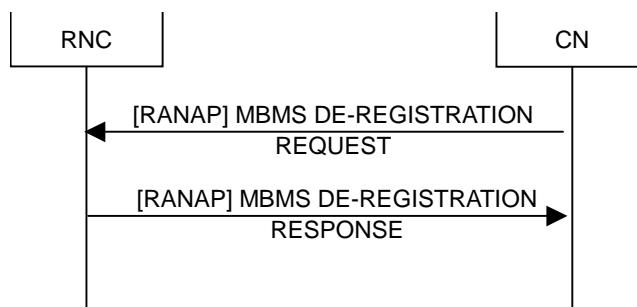 RNC
CN
[RANAP] MBMS DE-REGISTRATION
REQUEST
[RANAP] MBMS DE-REGISTRATION
RESPONSE